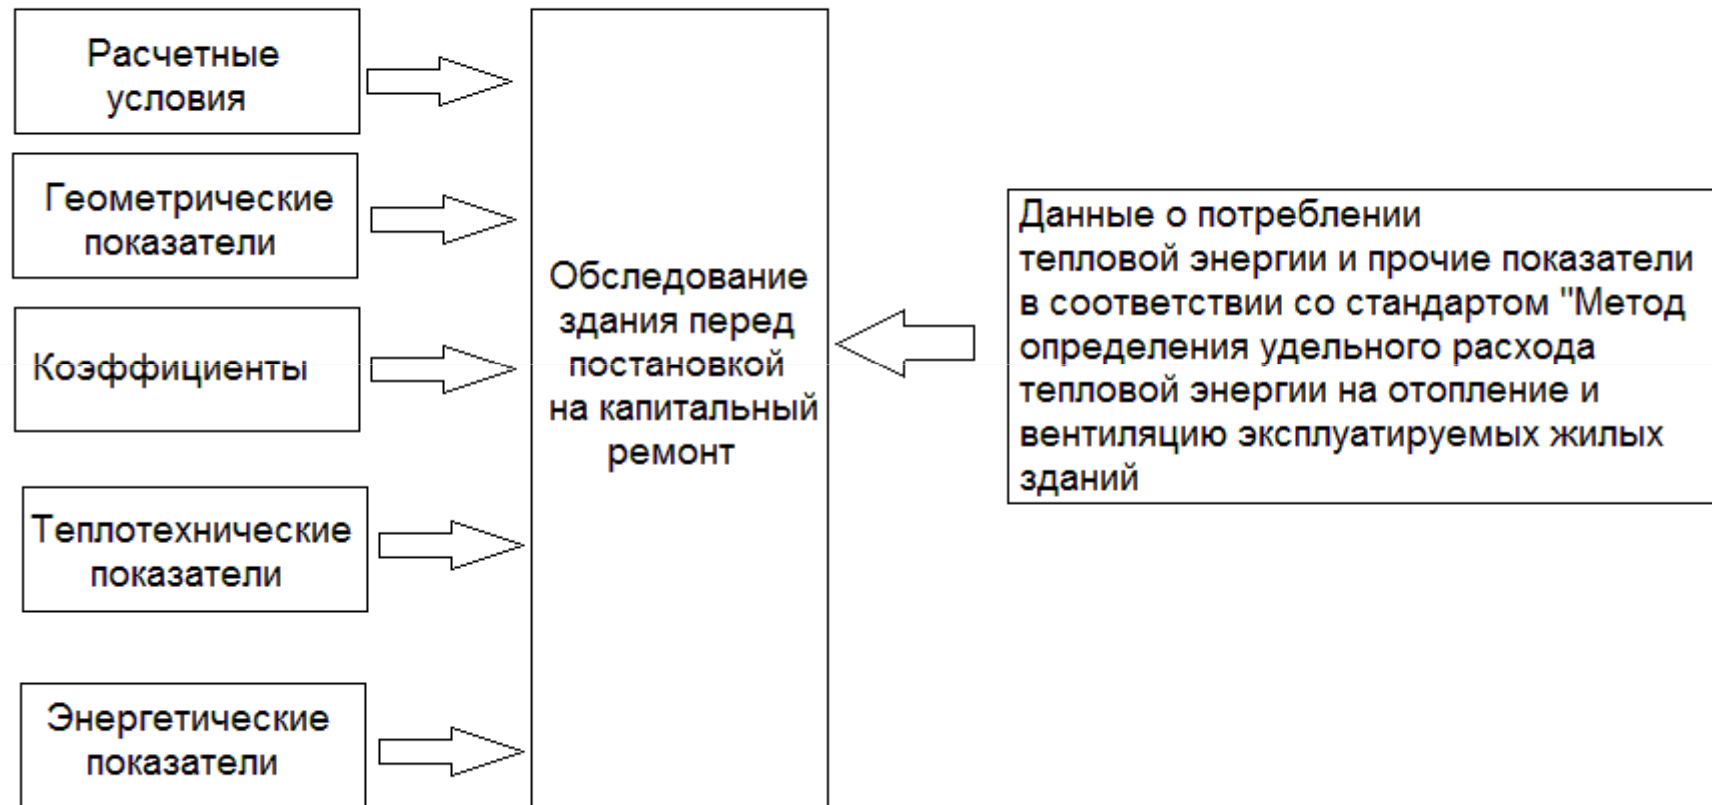 Расчетные
условия
Геометрические
показатели
Коэффициенты
Теплотехнические
показатели
Энергетические
показатели
Обследование
здания перед
постановкой
на капитальный
ремонт
Данные о потреблении
тепловой энергии и прочие показатели
в соответствии со стандартом "Метод
определения удельного расхода
тепловой энергии на отопление и
вентиляцию эксплуатируемых жилых
зданий